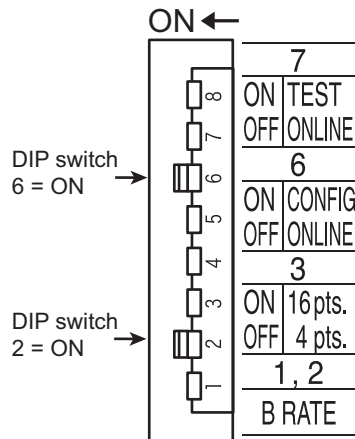 ON ←
7
ON TEST
OFF ONLINE
6
ON CONFIG
OFF ONLINE
3
ON 16 pts.
OFF 4 pts.
1, 2
B RATE
8
7
6
5
4
3
2
1
DIP switch
6 = ON
DIP switch
2 = ON